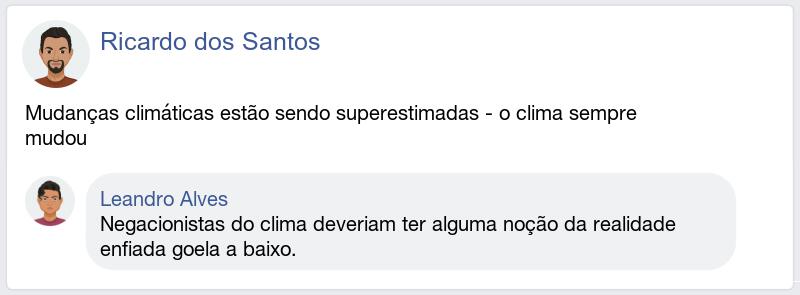 Ricardo dos Santos
Mudanças climáticas estão sendo superestimadas - o clima sempre
mudou
Leandro Alves
Negacionistas do clima deveriam ter alguma noção da realidade
enfiada goela a baixo.